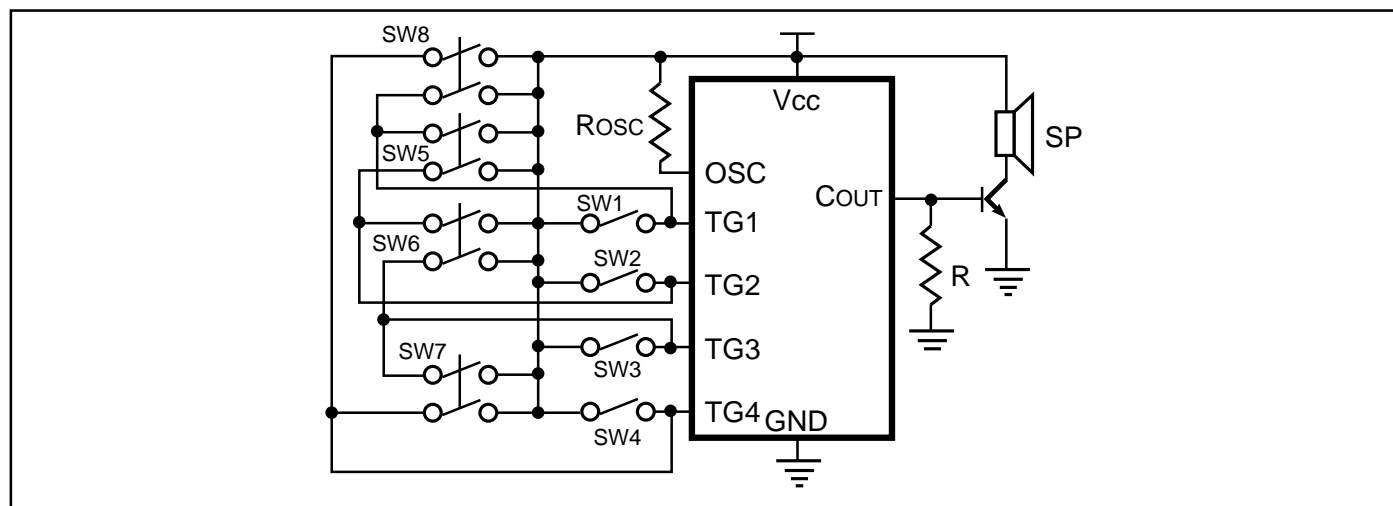 SW8
Vcc
ROSC
SP
SW5
OSC
COUT
SW1
TG1
SW6
SW2
TG2
R
SW7
TG3
SW3
TG4
GND
SW4